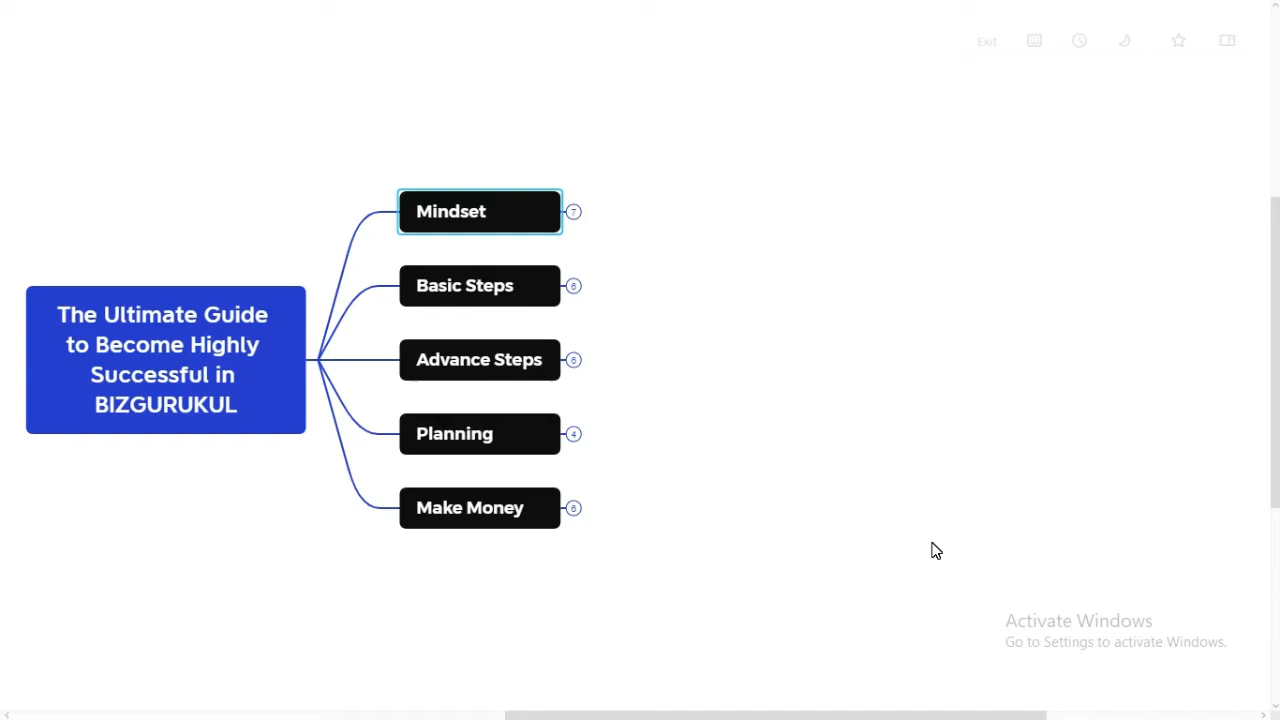 Exit
Mindset
7
Basic Steps
6
The Ultimate Guide
to Become Highly
Successful in
BIZGURUKUL
Advance Steps
6
Planning
4
Make Money
6
Activate Windows
Go to Settings to activate Windows.